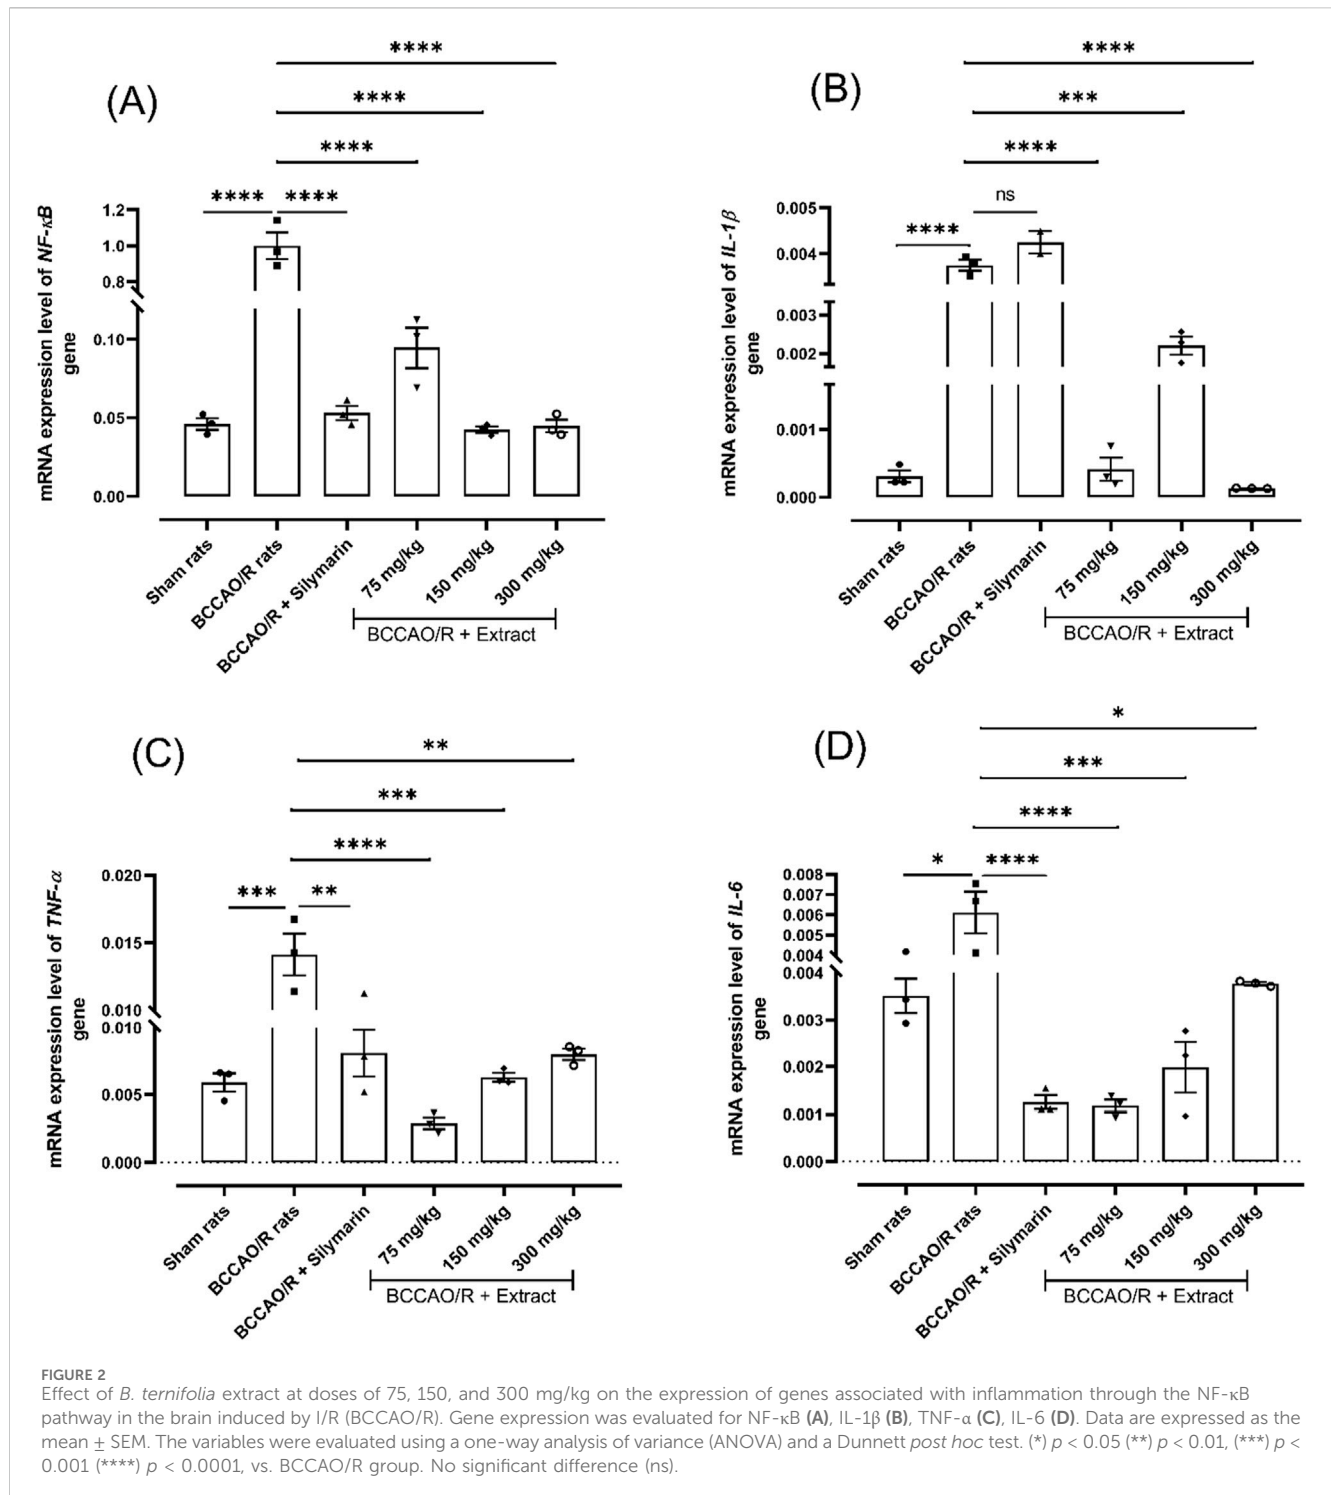 (A)
****
****
****
**** ****
mRNA expression level of NF-κB
gene
1.2
1.0
0.8
0.10
0.05
0.00
Sham rats
BCCAO/R rats
BCCAO/R + Silymarin
75 mg/kg
150 mg/kg
300 mg/kg
BCCAO/R + Extract
(B)
****
***
****
ns
****
mRNA expression level of IL-1β
gene
0.005
0.004
0.003
0.002
0.001
0.000
Sham rats
BCCAO/R rats
BCCAO/R + Silymarin
75 mg/kg
150 mg/kg
300 mg/kg
BCCAO/R + Extract
(C)
**
***
****
*** **
mRNA expression level of TNF-α
gene
0.020
0.015
0.010
0.010
0.005
0.000
Sham rats
BCCAO/R rats
BCCAO/R + Silymarin
75 mg/kg
150 mg/kg
300 mg/kg
BCCAO/R + Extract
(D)
*
***
****
* ****
mRNA expression level of IL-6
gene
0.008
0.007
0.006
0.005
0.004
0.004
0.003
0.002
0.001
0.000
Sham rats
BCCAO/R rats
BCCAO/R + Silymarin
75 mg/kg
150 mg/kg
300 mg/kg
BCCAO/R + Extract
FIGURE 2
Effect of B. ternifolia extract at doses of 75, 150, and 300 mg/kg on the expression of genes associated with inflammation through the NF-κB
pathway in the brain induced by I/R (BCCAO/R). Gene expression was evaluated for NF-κB (A), IL-1β (B), TNF-α (C), IL-6 (D). Data are expressed as the
mean ± SEM. The variables were evaluated using a one-way analysis of variance (ANOVA) and a Dunnett post hoc test. (*) p < 0.05 (**) p < 0.01, (***) p <
0.001 (****) p < 0.0001, vs. BCCAO/R group. No significant difference (ns).